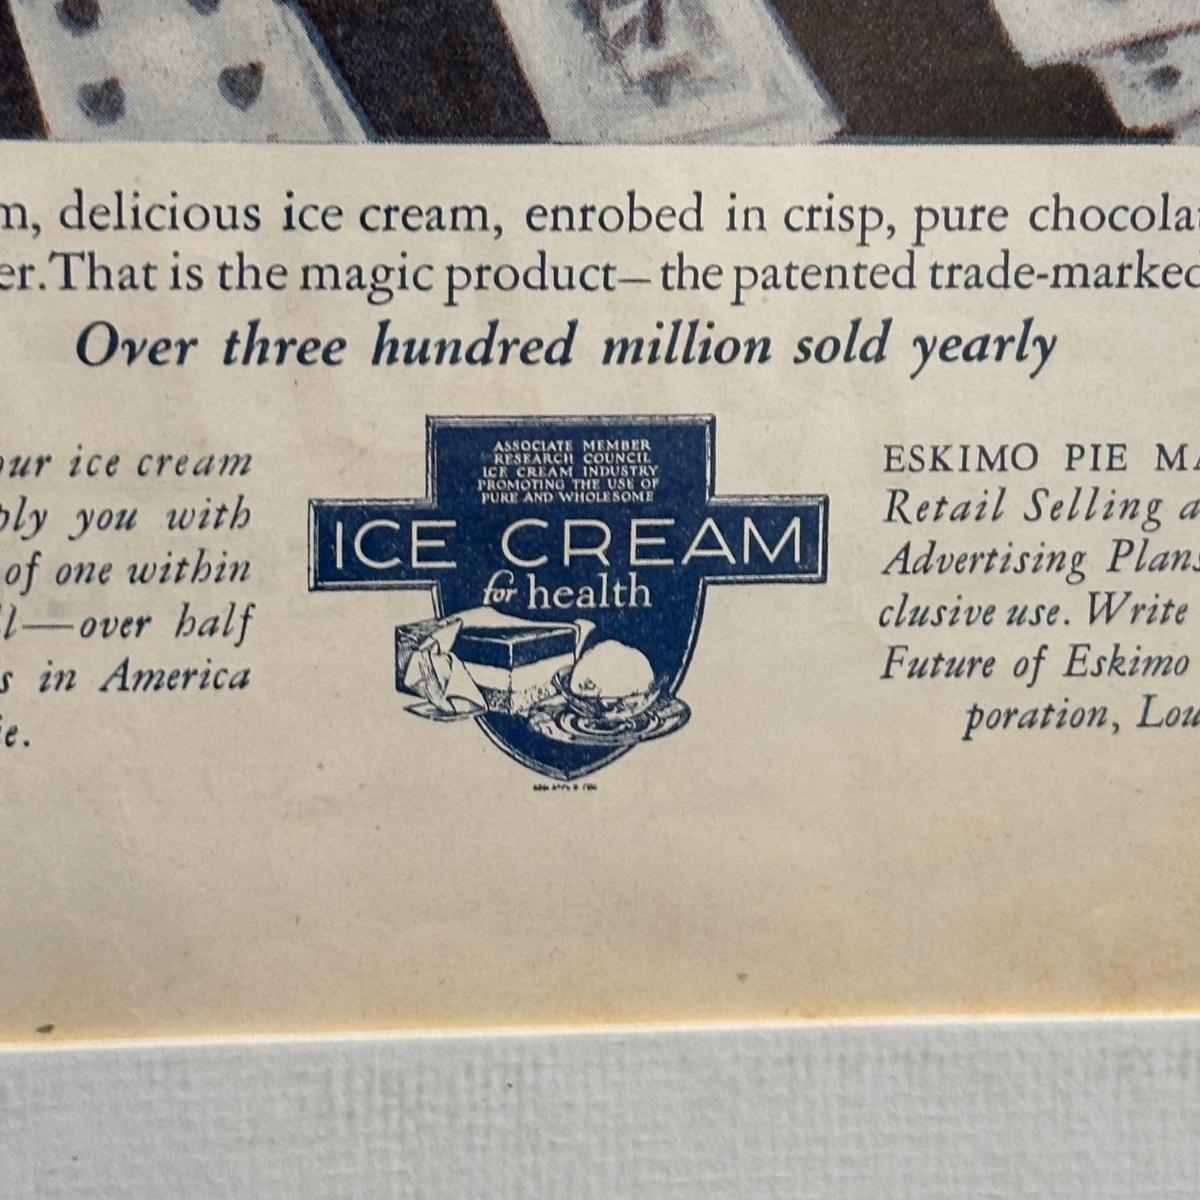 m, delicious ice cream, enrobed in crisp, pure chocola
er. That is the magic product—the patented trade-marked
Over three hundred million sold yearly
our ice cream
ply you with
of one within
l—over half
s in America
ie.
ASSOCIATE MEMBER
RESEARCH COUNCIL
ICE CREAM INDUSTRY
PROMOTING THE USE OF
PURE AND WHOLESOME
ICE CREAM
for health
ESKIMO PIE MA
Retail Selling a
Advertising Plans
clusive use. Write
Future of Eskimo
poration, Lou